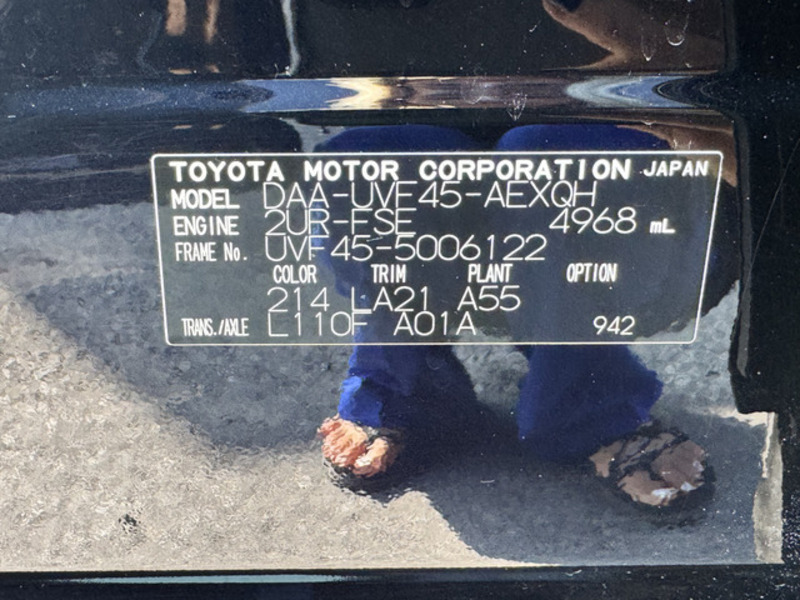 TOYOTA MOTOR CORPORATION JAPAN
MODEL DAA-UVF45-AEXQH
ENGINE 2UR-FSE 4968 mL
FRAME No. UVF45-5006122
COLOR TRIM PLANT OPTION
214 LA21 A55
TRANS./AXLE L110F A01A 942